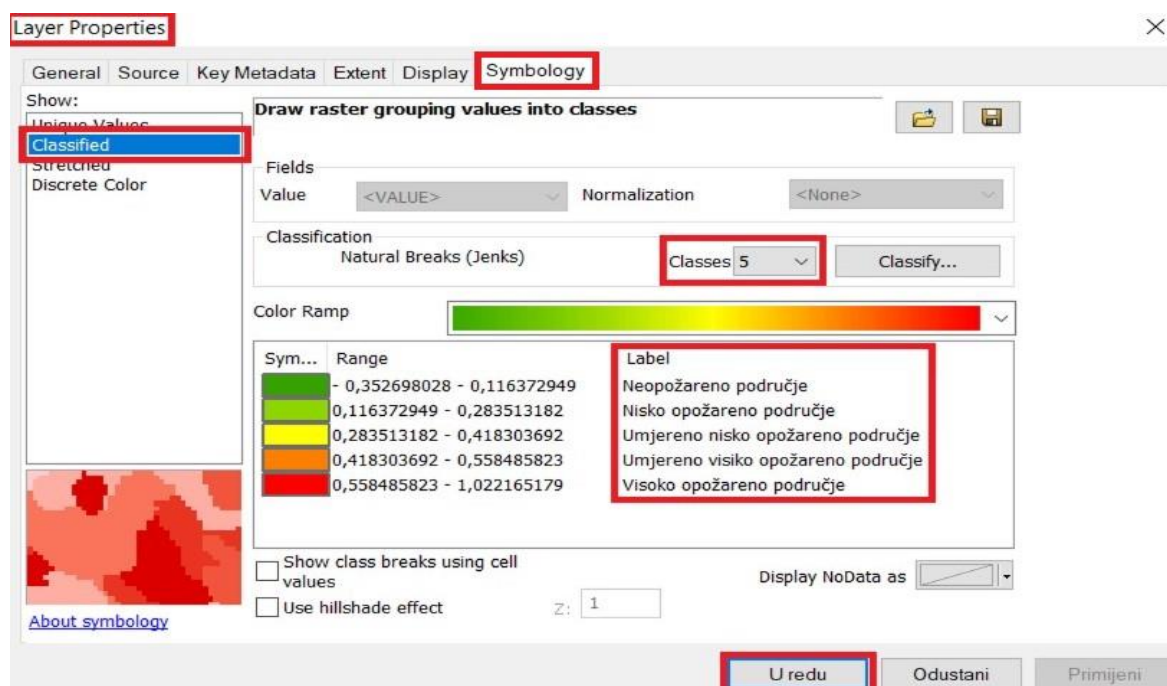 Layer Properties
General Source Key Metadata Extent Display Symbology
Show:
Unique Values
Classified
Stretched
Discrete Color
Draw raster grouping values into classes
Fields
Value <VALUE> Normalization <None>
Classification
Natural Breaks (Jenks) Classes 5 Classify...
Color Ramp
Sym... Range Label
- 0,352698028 - 0,116372949 Neopožareno područje
0,116372949 - 0,283513182 Nisko opožareno područje
0,283513182 - 0,418303692 Umjereno nisko opožareno područje
0,418303692 - 0,558485823 Umjereno visiko opožareno područje
0,558485823 - 1,022165179 Visoko opožareno područje
Show class breaks using cell
values
Display NoData as
Use hillshade effect Z: 1
About symbology
U redu Odustani Primijeni